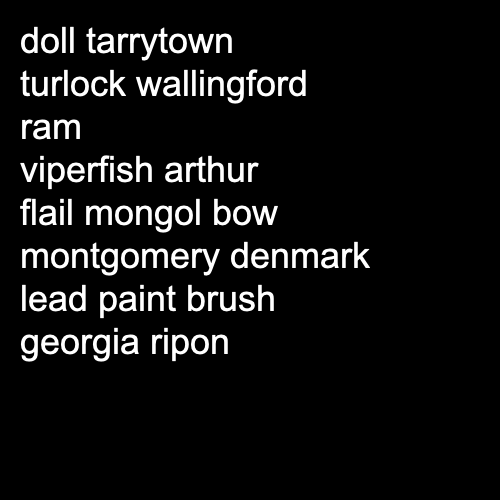 doll tarrytown
turlock wallingford
ram
viperfish arthur
flail mongol bow
montgomery denmark
lead paint brush
georgia ripon